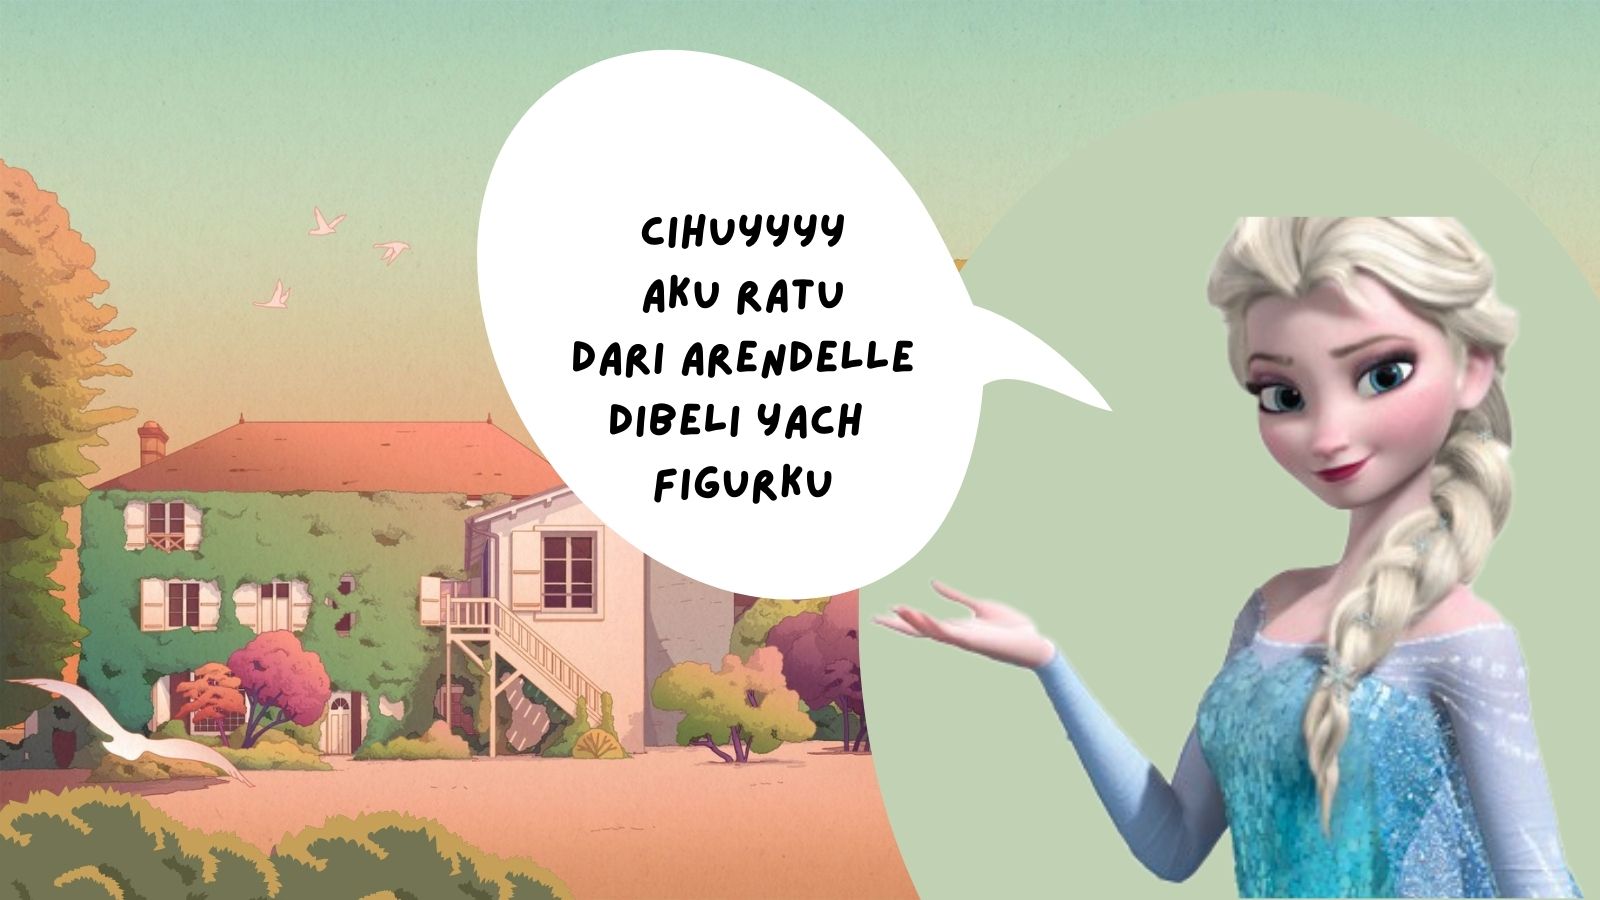 CIHUYYYY
AKU RATU
DARI ARENDELLE
DIBELI YACH
FIGURKU